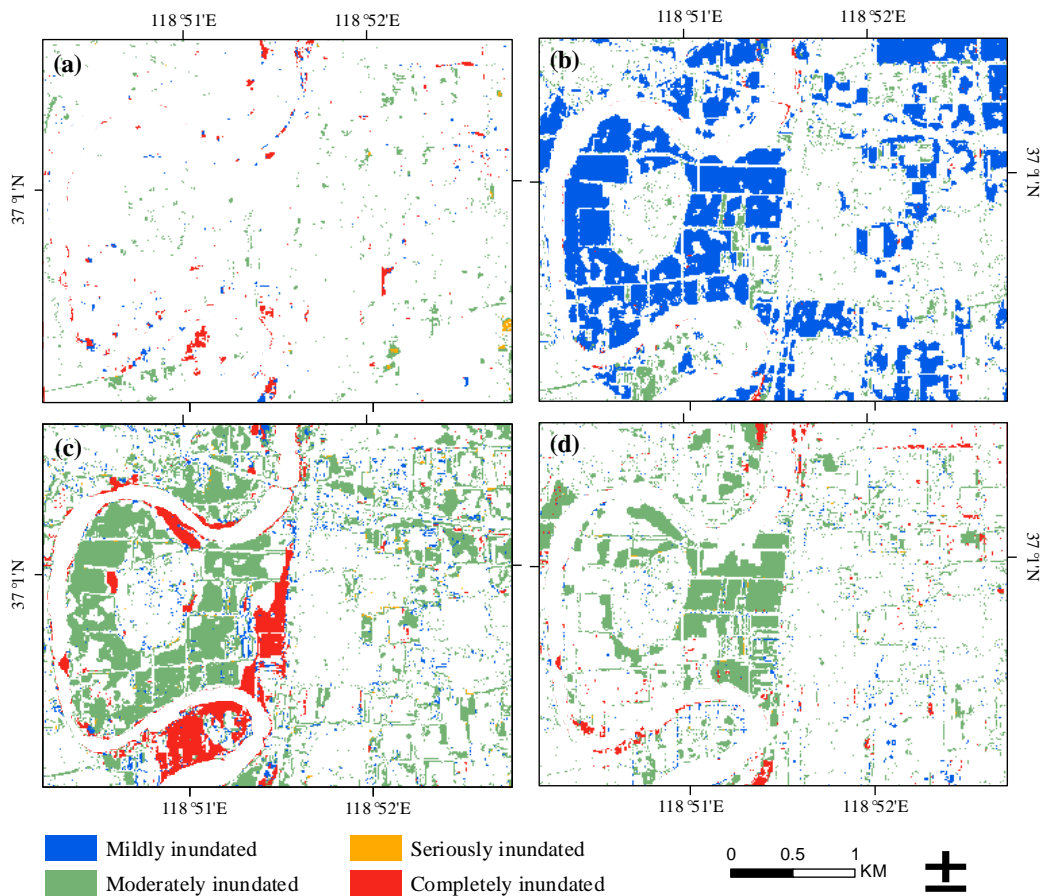 118 °51'E 118 °52'E 118 °51'E 118 °52'E
(a) (b)
37 °1'N 37 °1'N
(c) (d)
37 °1'N 37 °1'N
118 °51'E 118 °52'E 118 °51'E 118 °52'E
Mildly inundated Seriously inundated 0 0.5 1
KM
Moderately inundated Completely inundated